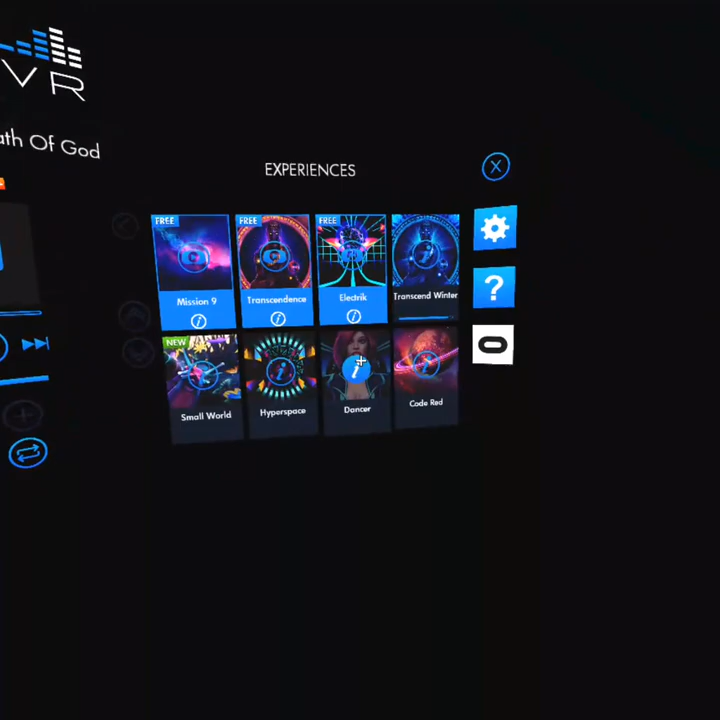 VR
ath Of God
EXPERIENCES
FREE
FREE
FREE
Mission 9
Transcendence
Electrik
Transcend Winter
NEW
Small World
Hyperspace
Dancer
Code Red
?